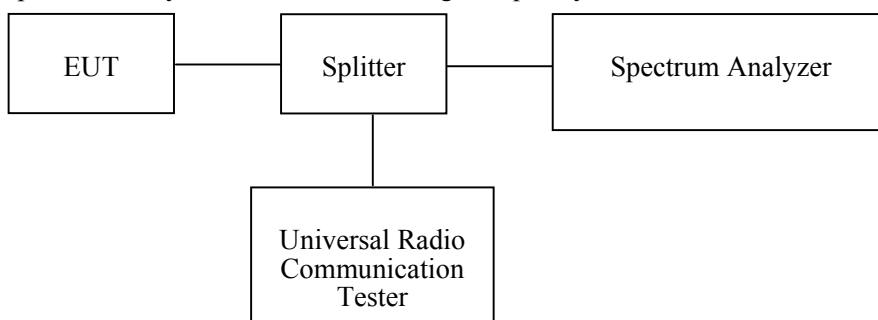 EUT
Splitter
Spectrum Analyzer
Universal Radio
Communication
Tester